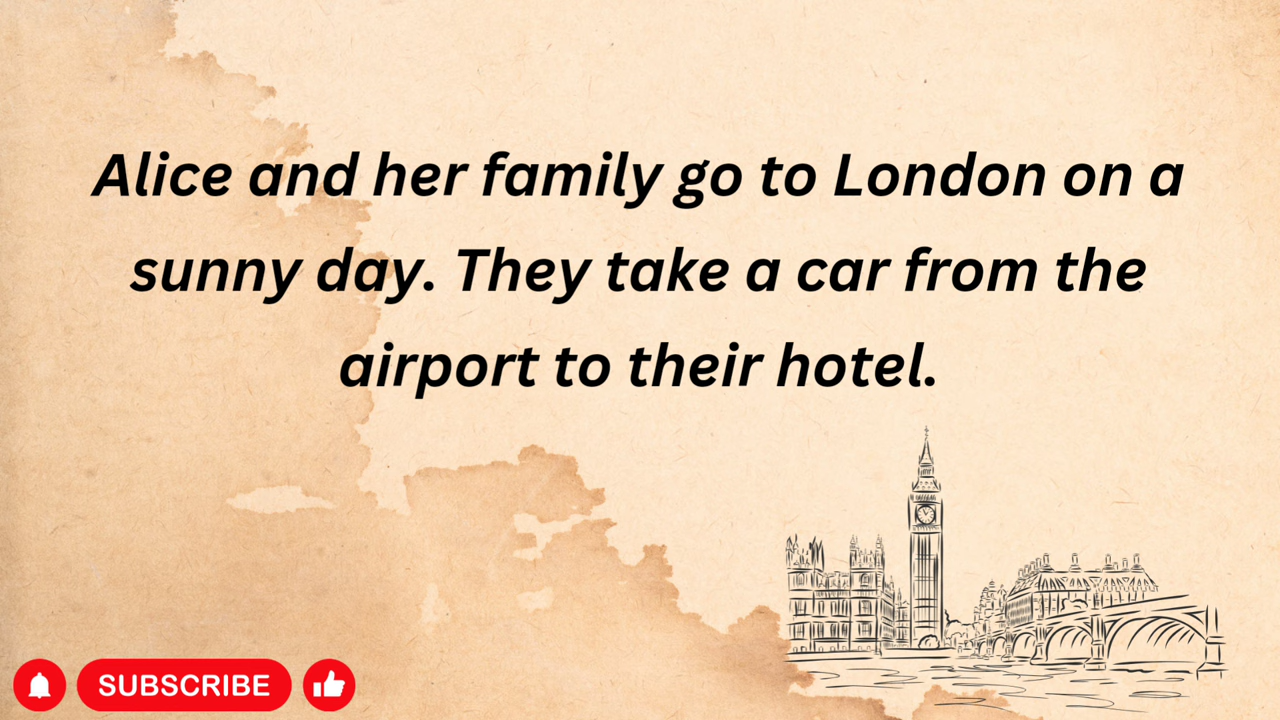 Alice and her family go to London on a
sunny day. They take a car from the
airport to their hotel.
SUBSCRIBE